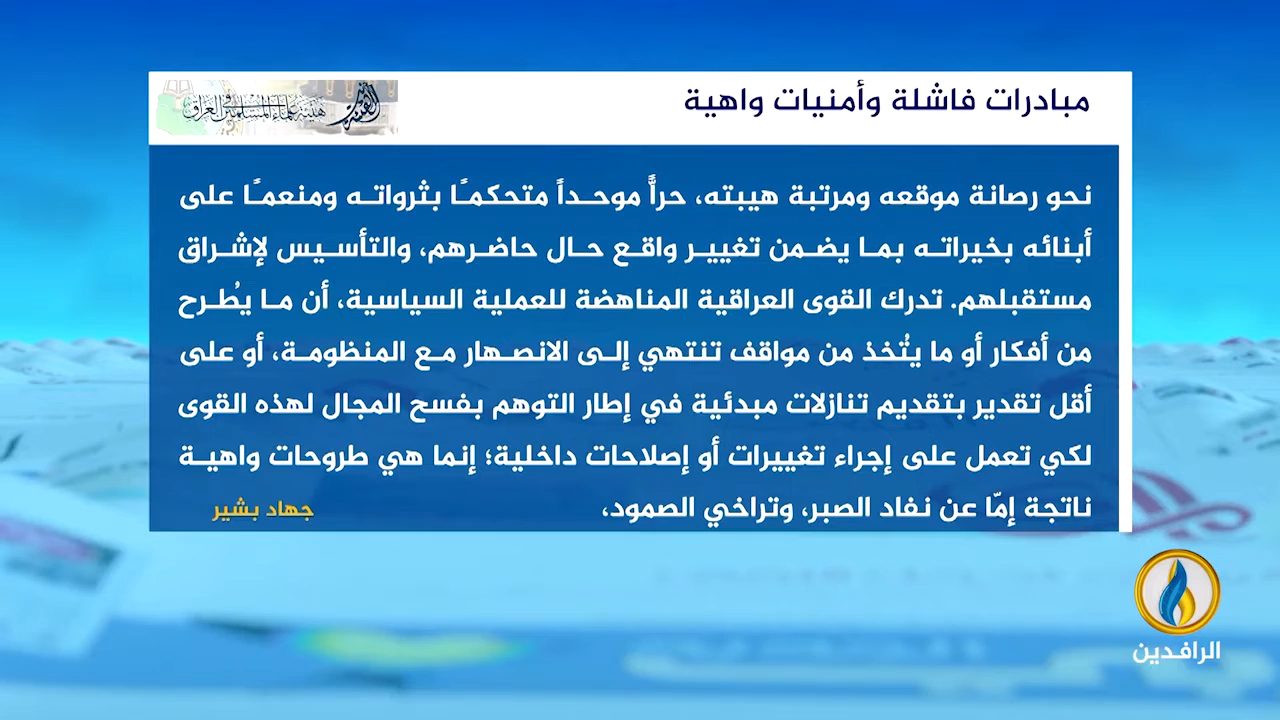 مبادرات فاشلة وأمنيات واهية
هيئة علماء المسلمين في العراق
نحو رصانة موقعه ومرتبة هيبته، حراًّ موحداً متحكمًا بثرواته ومنعمًا على
أبنائه بخيراته بما يضمن تغيير واقع حال حاضرهم، والتأسيس لإشراق
مستقبلهم. تدرك القوى العراقية المناهضة للعملية السياسية، أن ما يُطرح
من أفكار أو ما يُتخذ من مواقف تنتهي إلى الانصهار مع المنظومة، أو على
أقل تقدير بتقديم تنازلات مبدئية في إطار التوهم بفسح المجال لهذه القوى
لكي تعمل على إجراء تغييرات أو إصلاحات داخلية؛ إنما هي طروحات واهية
ناتجة إمّا عن نفاد الصبر، وتراخي الصمود،
جهاد بشير
الرافدين